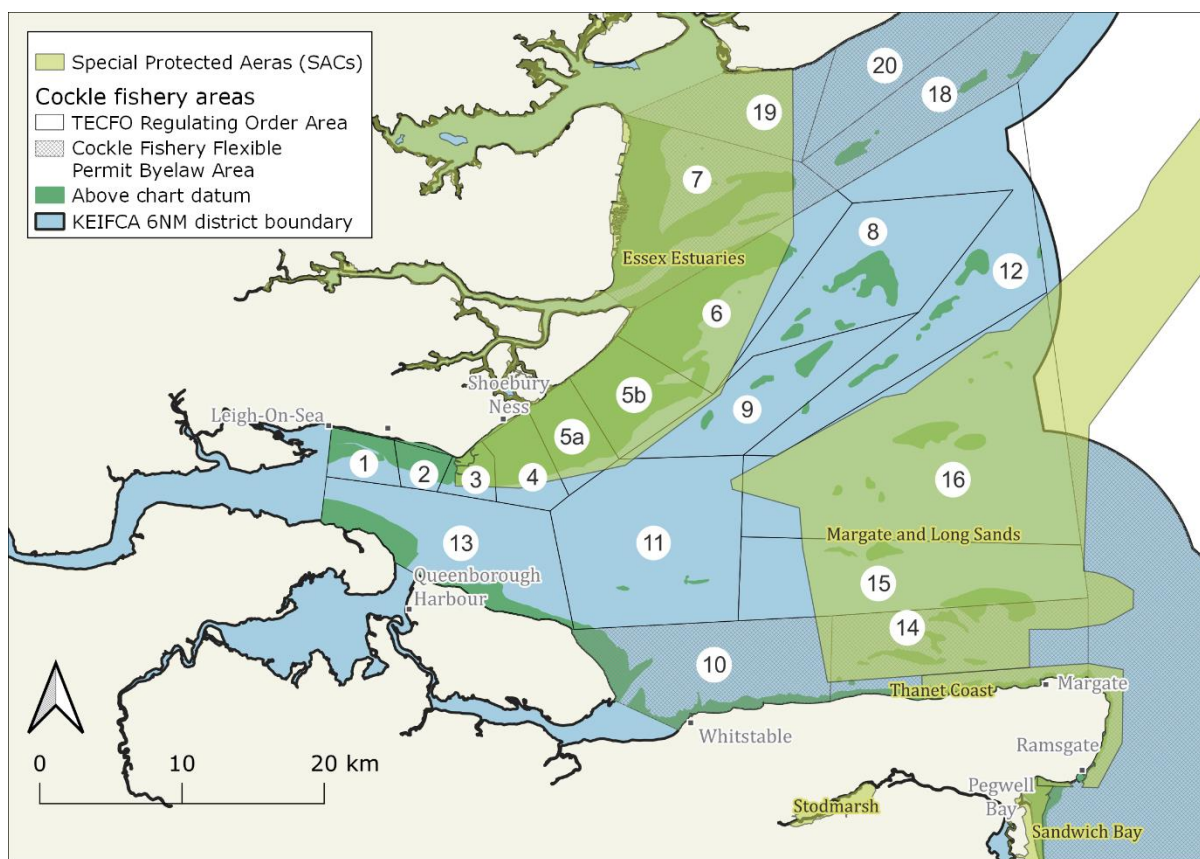 Special Protected Aeras (SACs)
Cockle fishery areas
TECFO Regulating Order Area
Cockle Fishery Flexible
Permit Byelaw Area
Above chart datum
KEIFCA 6NM district boundary
20
18
19
7
8
Essex Estuaries
12
6
Shoebury
Ness
5b
9
Leigh-On-Sea
5a
1
2
3
4
16
Margate and Long Sands
13
11
Queenborough
Harbour
15
14
10
Thanet Coast
Margate
Whitstable
Ramsgate
0 10 20 km
Pegwell
Bay
Stodmarsh
Sandwich Bay